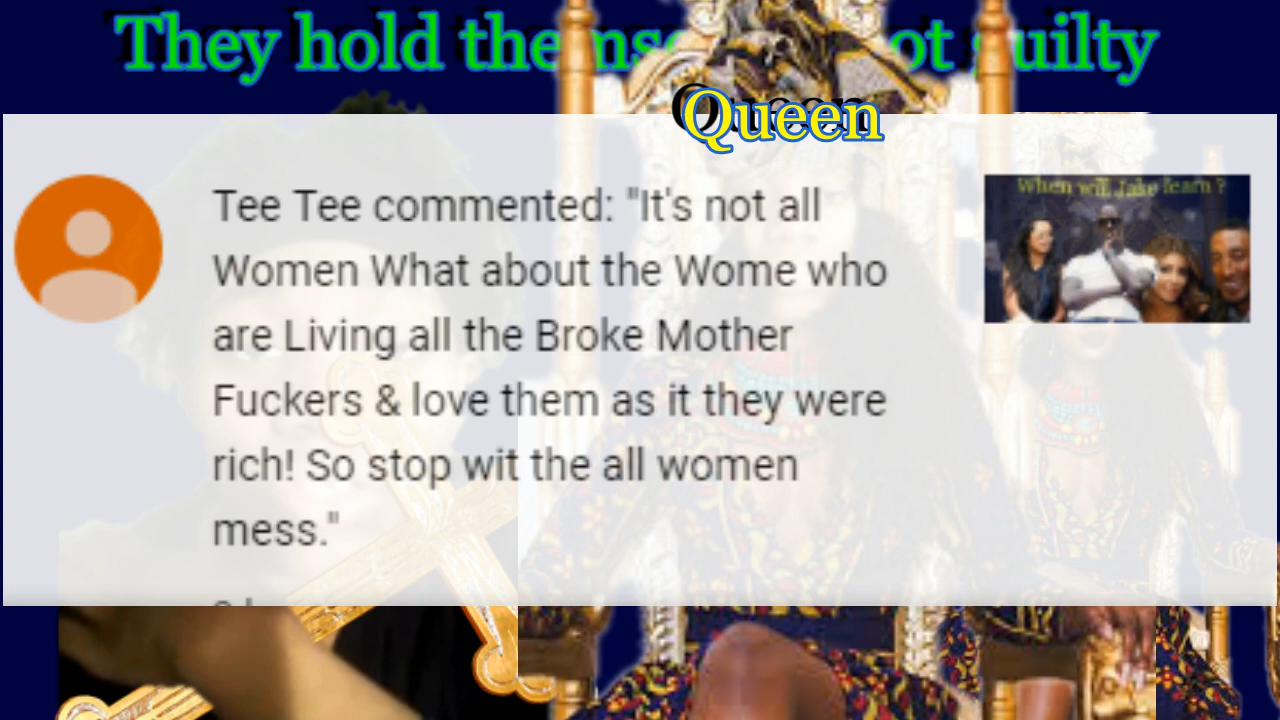 They hold themse ot guilty
Queen
When will Jake learn ?
Tee Tee commented: "It's not all
Women What about the Wome who
are Living all the Broke Mother
Fuckers & love them as it they were
rich! So stop wit the all women
mess."